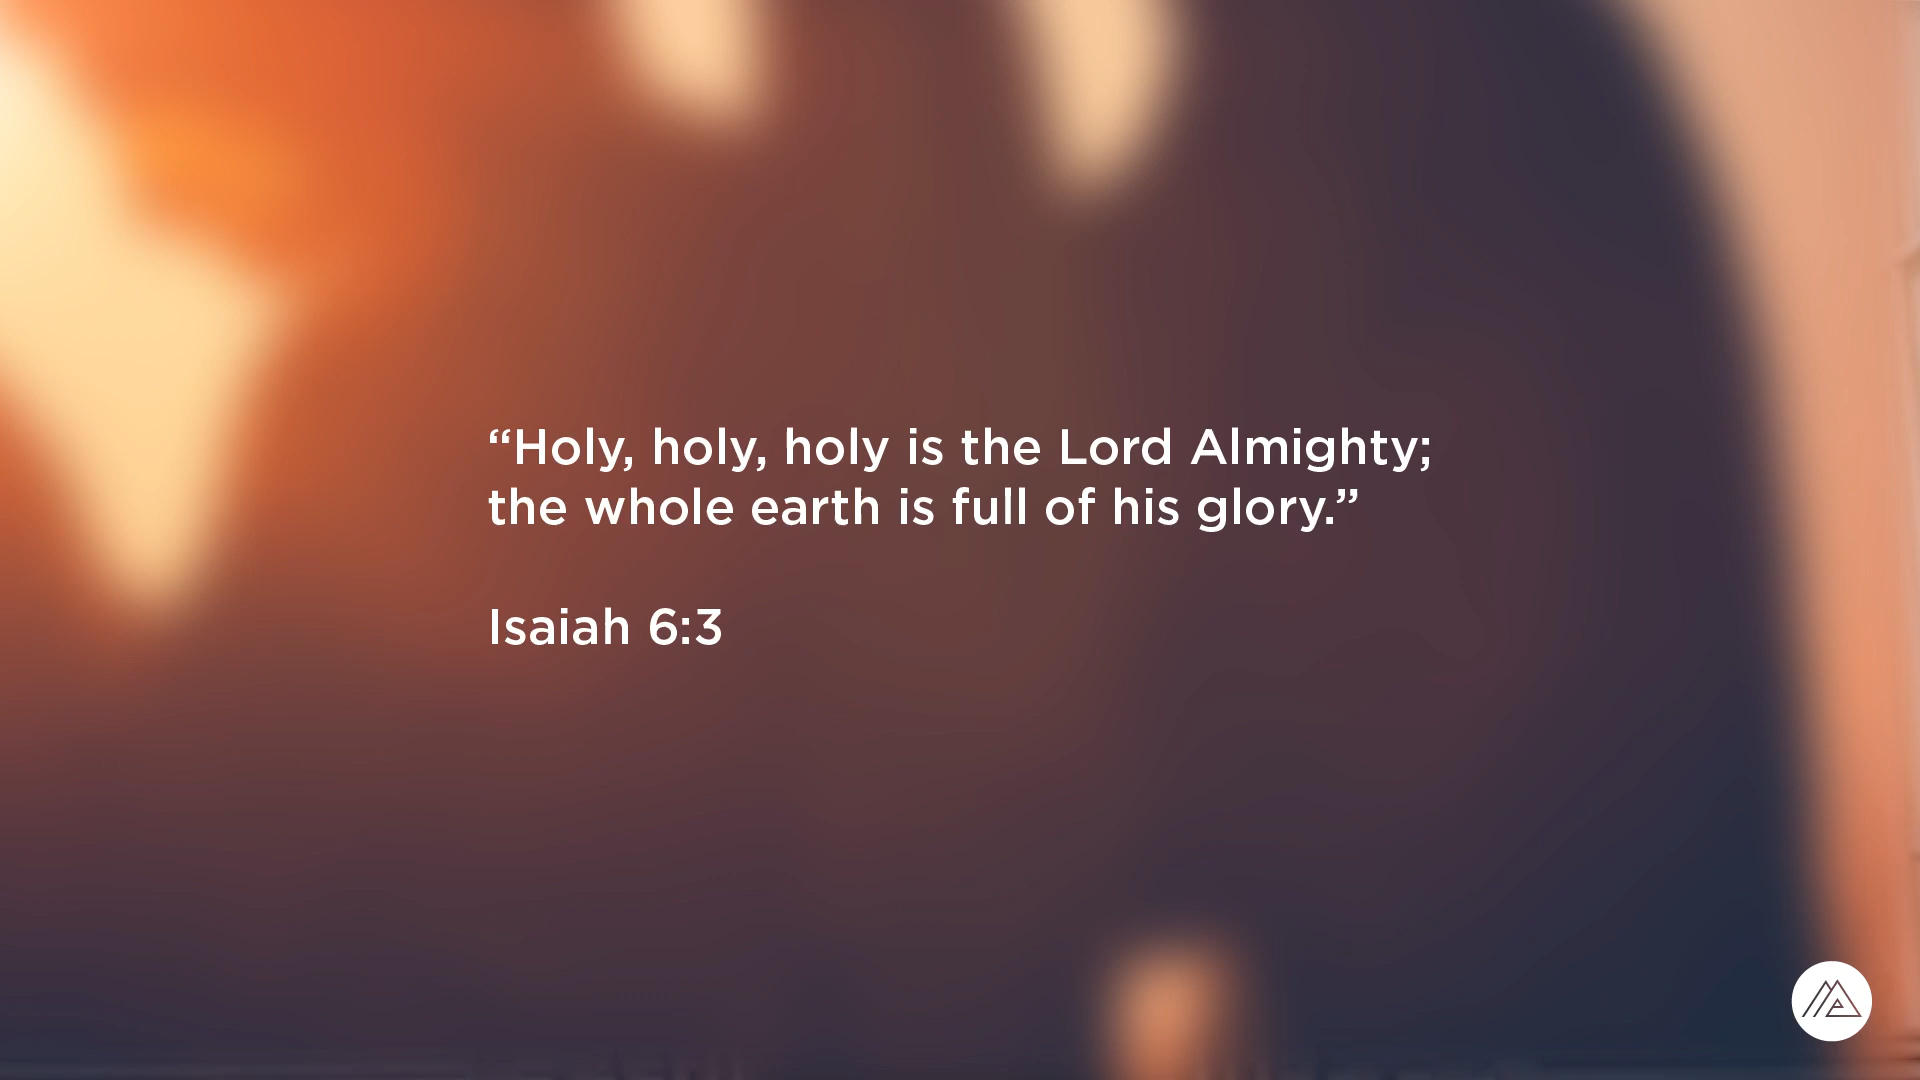 “Holy, holy, holy is the Lord Almighty;
the whole earth is full of his glory.”
Isaiah 6:3